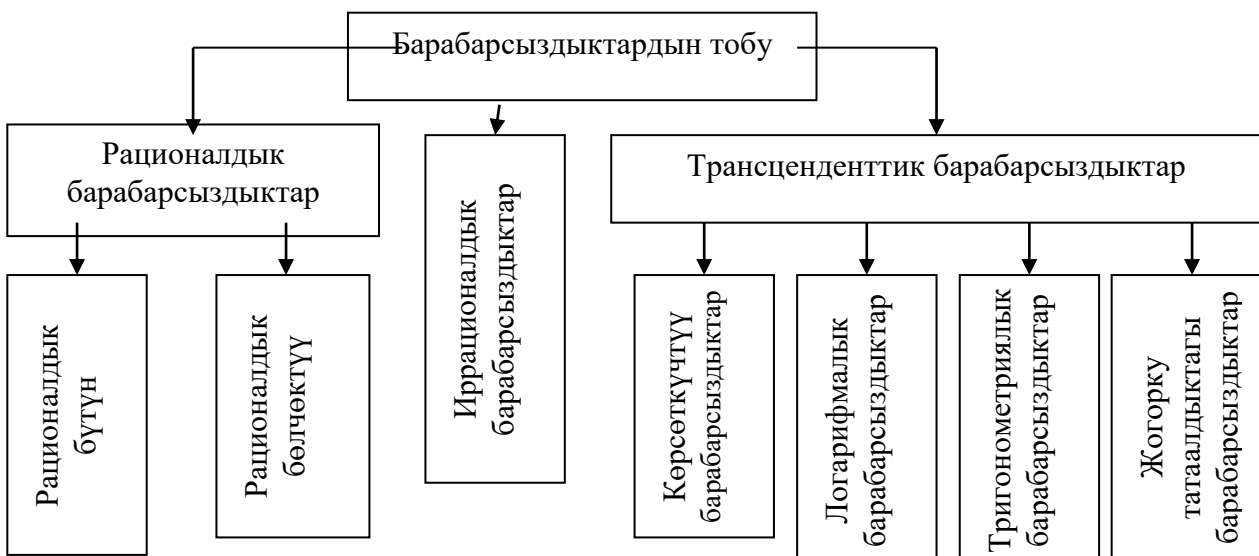 Барабарсыздыктардын тобу
Рационалдык
барабарсыздыктар
Трансценденттик барабарсыздыктар
Рационалдык
бүтүн
Рационалдык
бөлчөктүү
Иррационалдык
барабарсыздыктар
Көрсөткүчтүү
барабарсыздыктар
Логарифмалык
барабарсыздыктар
Тригонометриялык
барабарсыздыктар
Жогорку
татаалдыктагы
барабарсыздыктар